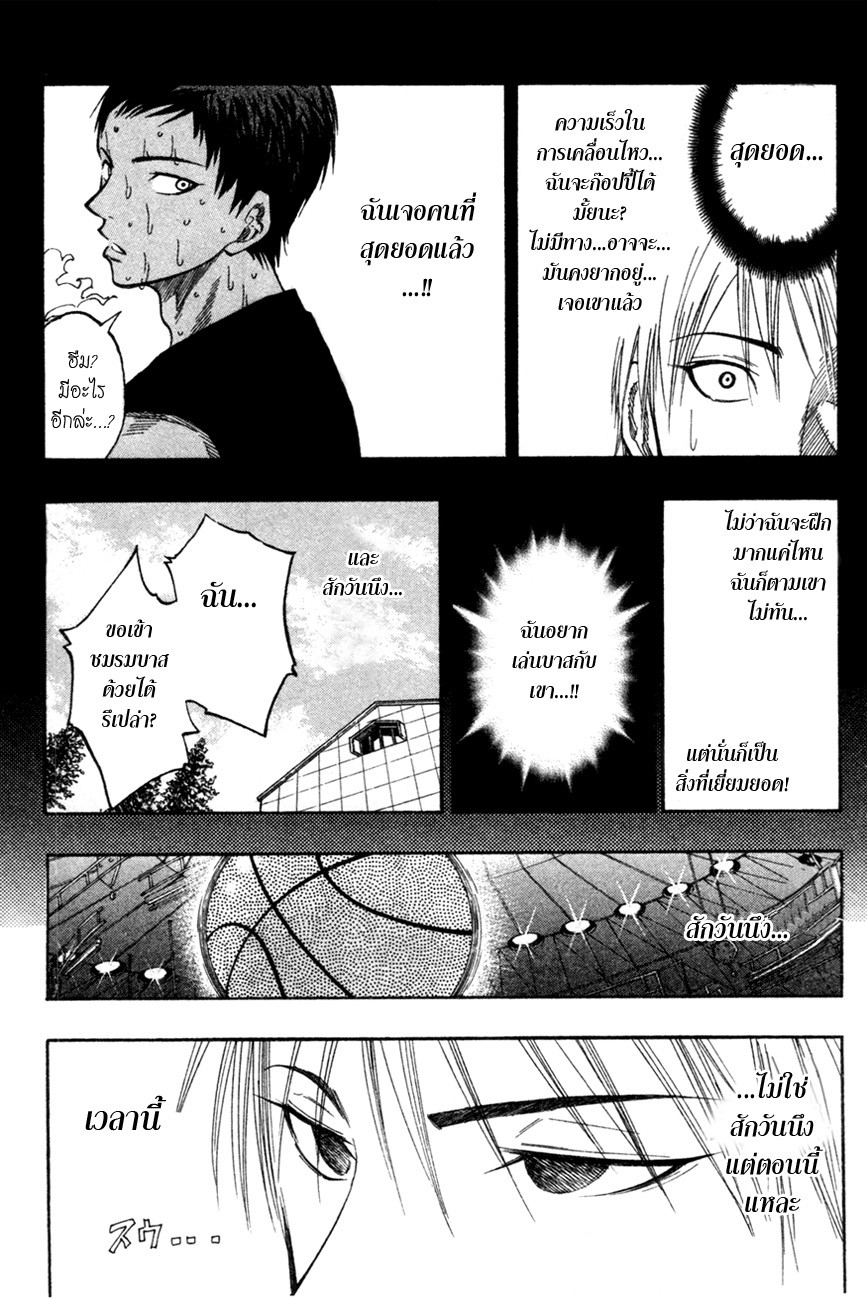 สุดยอด...
ความเร็วใน
การเคลื่อนไหว...
ฉันจะก๊อปปี้ได้
มั้ยนะ?
ไม่มีทาง...อาจจะ...
มันคงยากอยู่...
เจอเขาแล้ว
ฉันเจอคนที่
สุดยอดแล้ว
...!!
ฮึม?
มีอะไร
อีกล่ะ...?
ไม่ว่าฉันจะฝึก
มากแค่ไหน
ฉันก็ตามเขา
ไม่ทัน...
แต่นั่นก็เป็น
สิ่งที่เยี่ยมยอด!
ฉันอยาก
เล่นบาสกับ
เขา...!!
และ
สักวันนึง...
ฉัน...
ขอเข้า
ชมรมบาส
ด้วยได้
รึเปล่า?
สักวันนึง...
...ไม่ใช่
สักวันนึง
แต่ตอนนี้
แหละ
เวลานี้
スゥ...